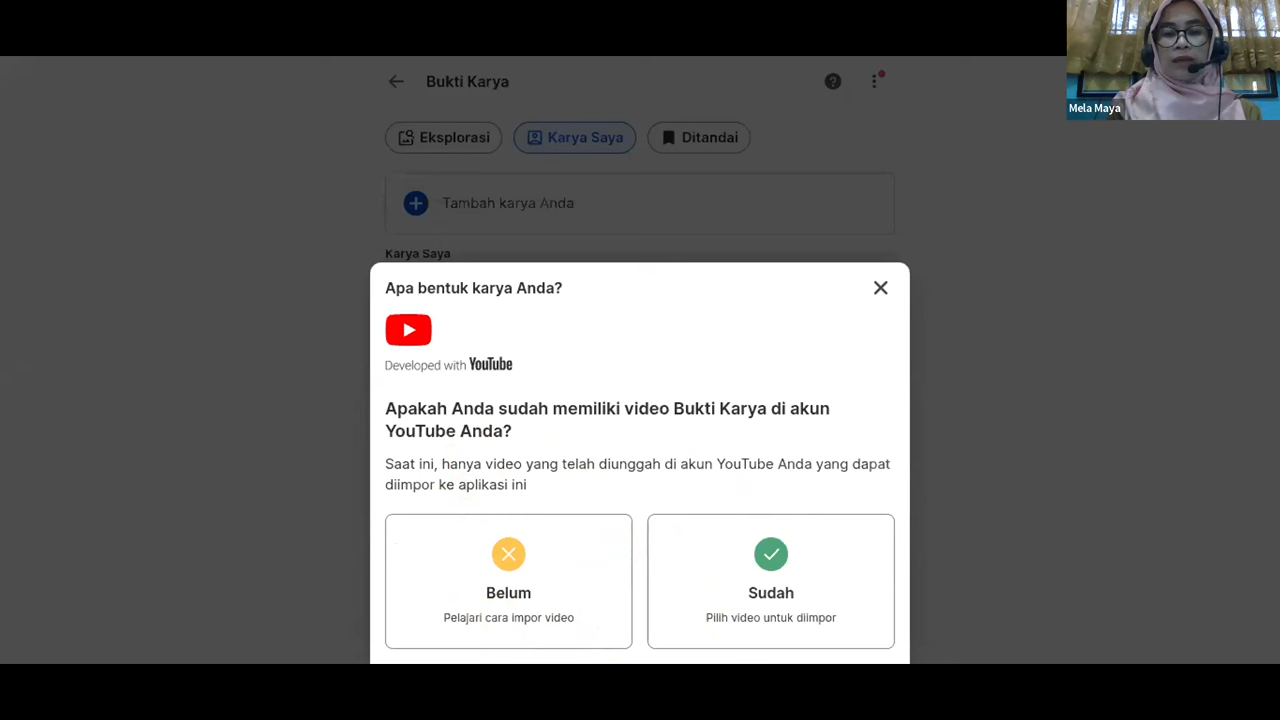 Mela Maya
Bukti Karya
Eksplorasi
Karya Saya
Ditandai
Tambah karya Anda
Karya Saya
Apa bentuk karya Anda?
Developed with YouTube
Apakah Anda sudah memiliki video Bukti Karya di akun
YouTube Anda?
Saat ini, hanya video yang telah diunggah di akun YouTube Anda yang dapat
diimpor ke aplikasi ini
Belum
Pelajari cara impor video
Sudah
Pilih video untuk diimpor